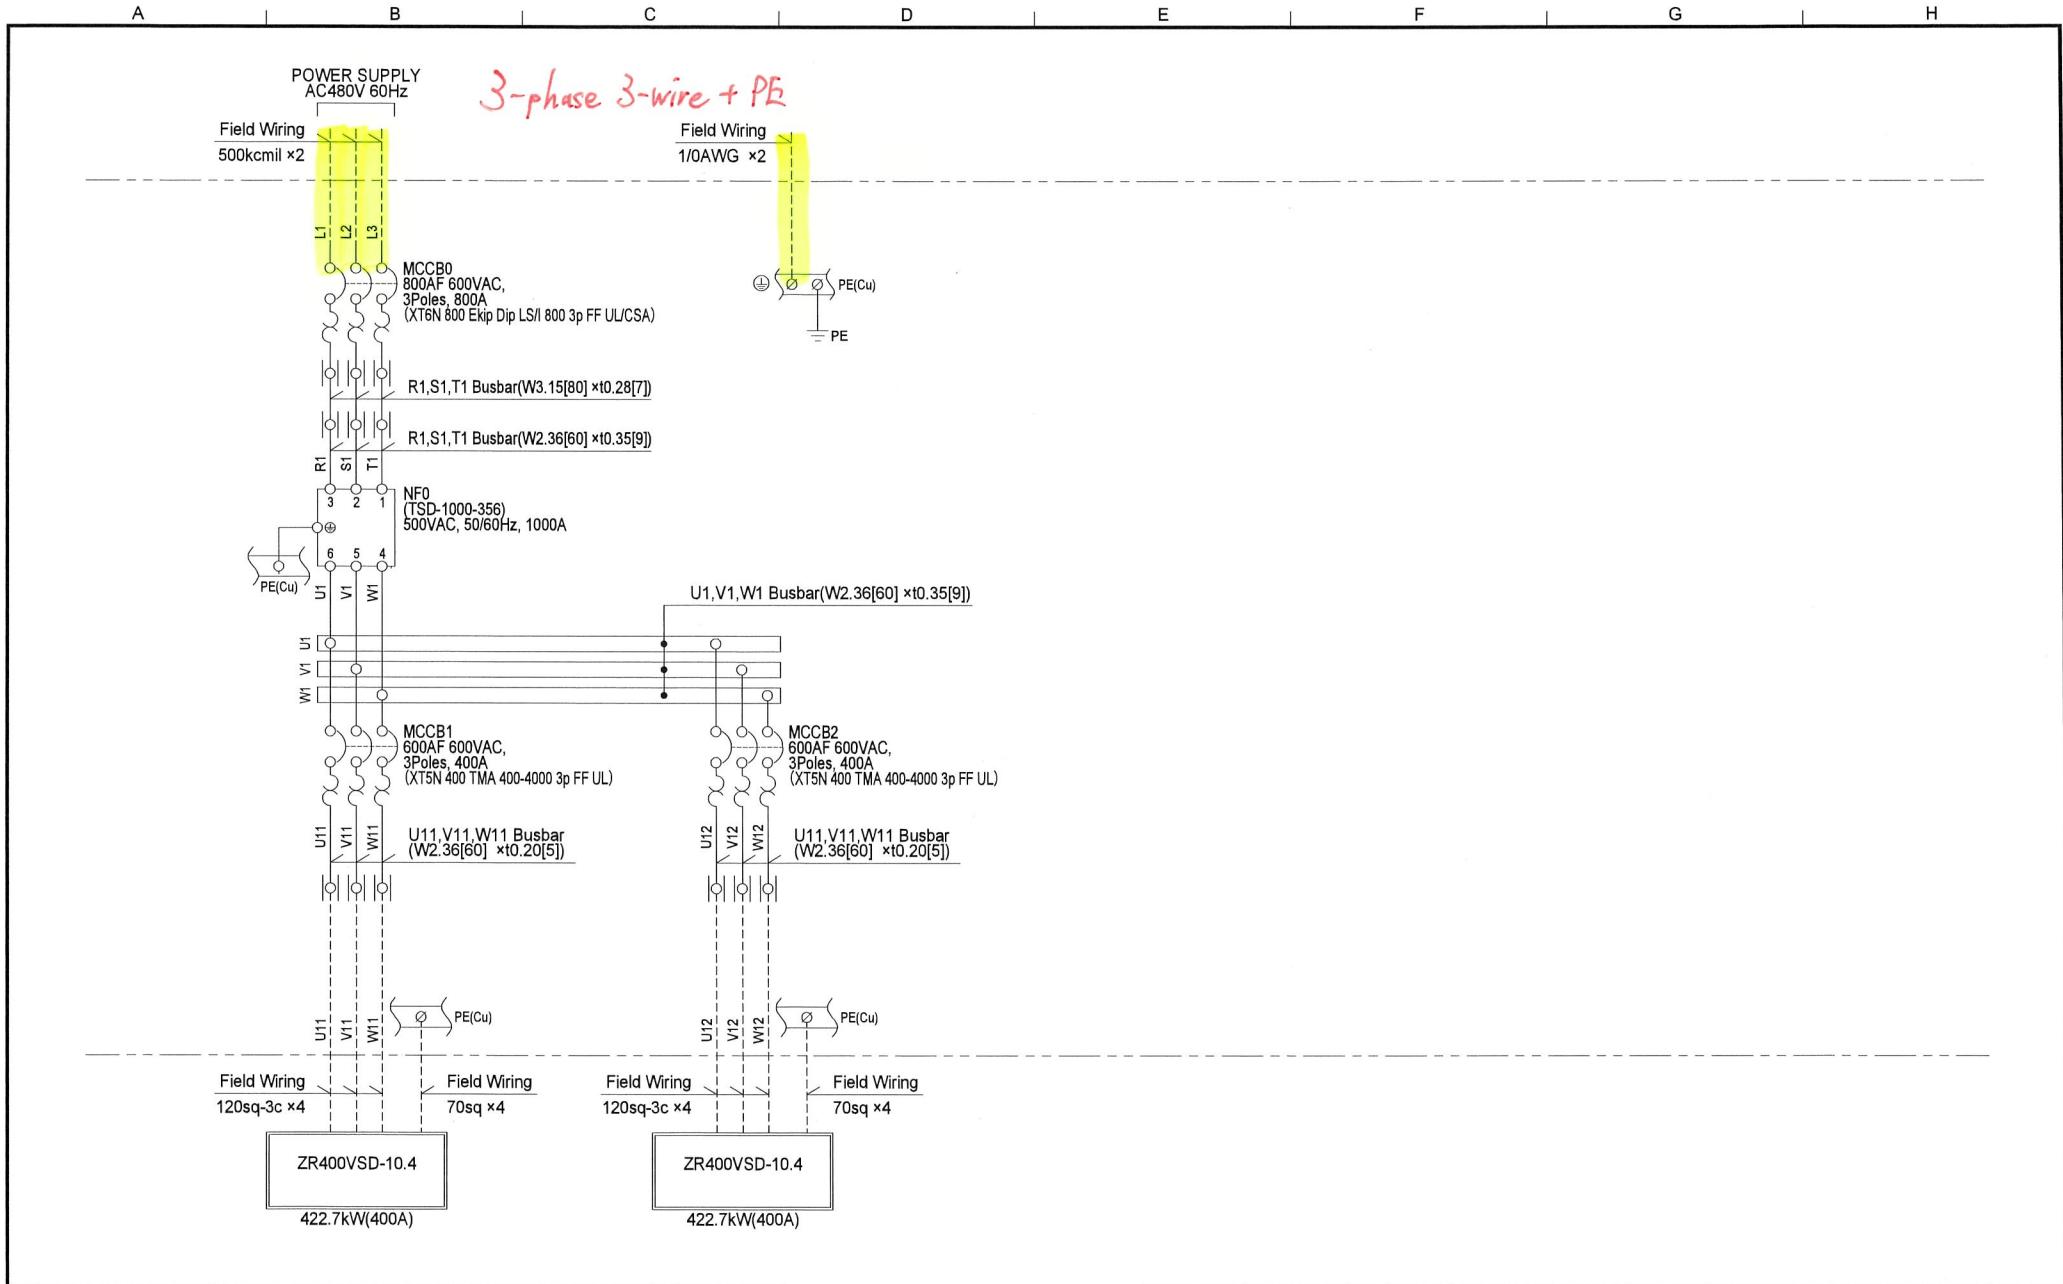 A B C D E F G H
POWER SUPPLY
AC480V 60Hz
3-phase 3-wire + PE
Field Wiring
500kcmil ×2
Field Wiring
1/0AWG ×2
L1 L2 L3
MCCB0
800AF 600VAC,
3Poles, 800A
(XT6N 800 Ekip Dip LS/I 800 3p FF UL/CSA)
PE(Cu)
PE
R1,S1,T1 Busbar(W3.15[80] ×t0.28[7])
R1,S1,T1 Busbar(W2.36[60] ×t0.35[9])
R1 S1 T1
3 2 1
NF0
(TSD-1000-356)
500VAC, 50/60Hz, 1000A
6 5 4
PE(Cu)
U1 V1 W1
U1,V1,W1 Busbar(W2.36[60] ×t0.35[9])
U1
V1
W1
MCCB1
600AF 600VAC,
3Poles, 400A
(XT5N 400 TMA 400-4000 3p FF UL)
MCCB2
600AF 600VAC,
3Poles, 400A
(XT5N 400 TMA 400-4000 3p FF UL)
U11 V11 W11
U11,V11,W11 Busbar
(W2.36[60] ×t0.20[5])
U12 V12 W12
U11,V11,W11 Busbar
(W2.36[60] ×t0.20[5])
U11 V11 W11
PE(Cu)
U12 V12 W12
PE(Cu)
Field Wiring
120sq-3c ×4
Field Wiring
70sq ×4
Field Wiring
120sq-3c ×4
Field Wiring
70sq ×4
ZR400VSD-10.4
422.7kW(400A)
ZR400VSD-10.4
422.7kW(400A)